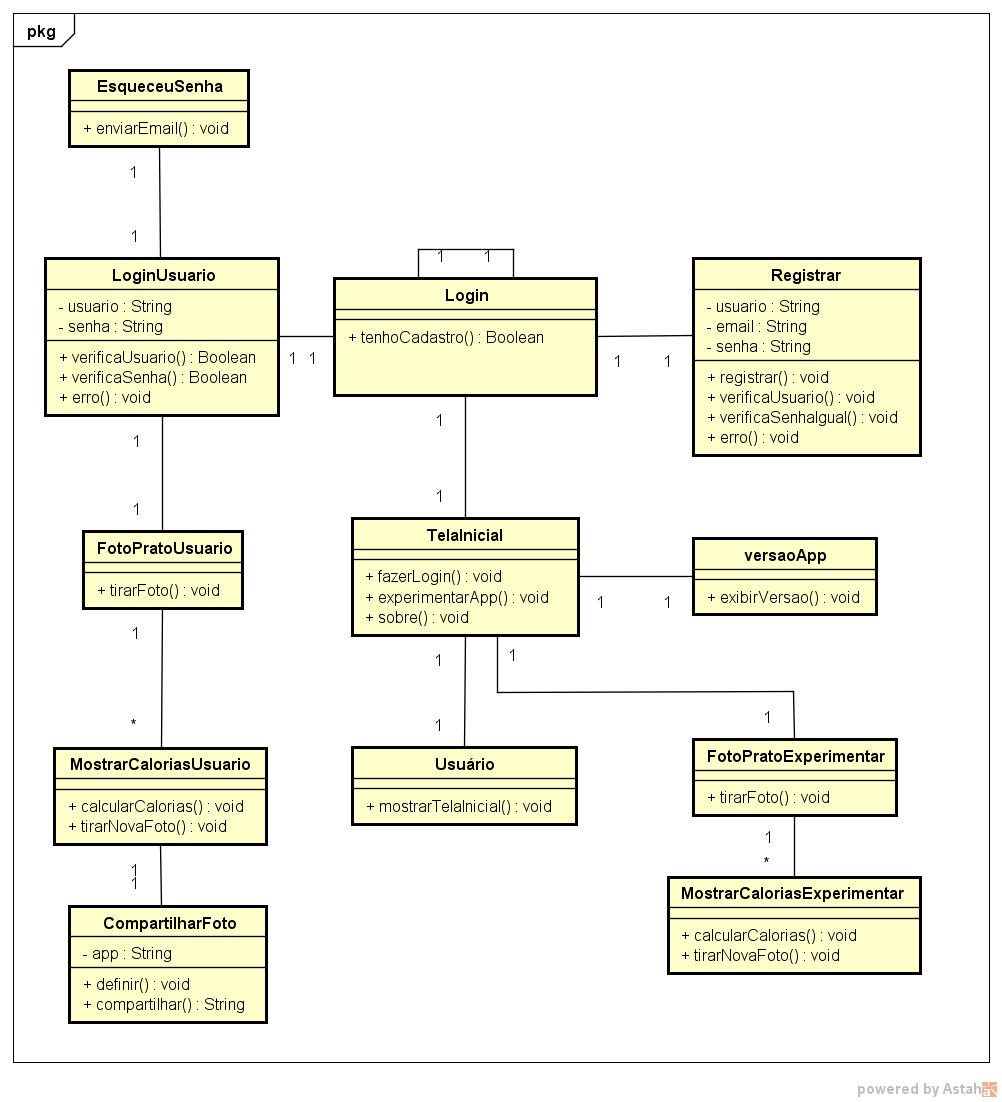 pkg
EsqueceuSenha
+ enviarEmail() : void
1
1
LoginUsuario
- usuario : String
- senha : String
+ verificaUsuario() : Boolean
+ verificaSenha() : Boolean
+ erro() : void
1 1
1 1
Login
+ tenhoCadastro() : Boolean
1 1
Registrar
- usuario : String
- email : String
- senha : String
+ registrar() : void
+ verificaUsuario() : void
+ verificaSenhaIgual() : void
+ erro() : void
1
1
1
1
FotoPratoUsuario
+ tirarFoto() : void
TelaInicial
+ fazerLogin() : void
+ experimentarApp() : void
+ sobre() : void
1 1
versaoApp
+ exibirVersao() : void
1
*
1
1
1
1
MostrarCaloriasUsuario
+ calcularCalorias() : void
+ tirarNovaFoto() : void
Usuário
+ mostrarTelaInicial() : void
FotoPratoExperimentar
+ tirarFoto() : void
1
*
1
1
MostrarCaloriasExperimentar
+ calcularCalorias() : void
+ tirarNovaFoto() : void
CompartilharFoto
- app : String
+ definir() : void
+ compartilhar() : String
powered by Astah